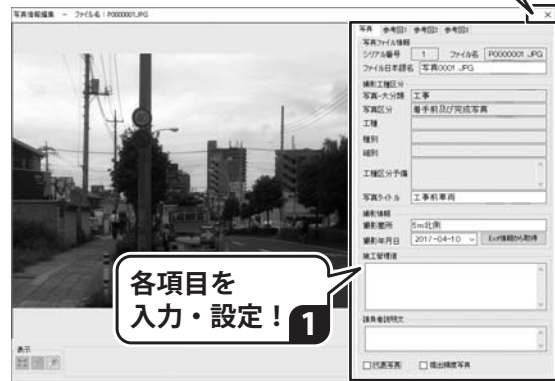 写真情報編集 － ファイル名：P0000001.JPG
写真 参考図1 参考図2 参考図3
写真ファイル情報
シリアル番号 1 ファイル名 P0000001.JPG
ファイル日本語名 写真0001.JPG
撮影工種区分
写真-大分類 工事
写真区分 着手前及び完成写真
工種
種別
細別
工種区分予備
写真タイトル 工事前車両
撮影情報
撮影箇所 5m北側
撮影年月日 2017-04-10 Exif情報から取得
施工管理値
請負者説明文
代表写真 提出頻度写真
表示
各項目を
入力・設定！ 1